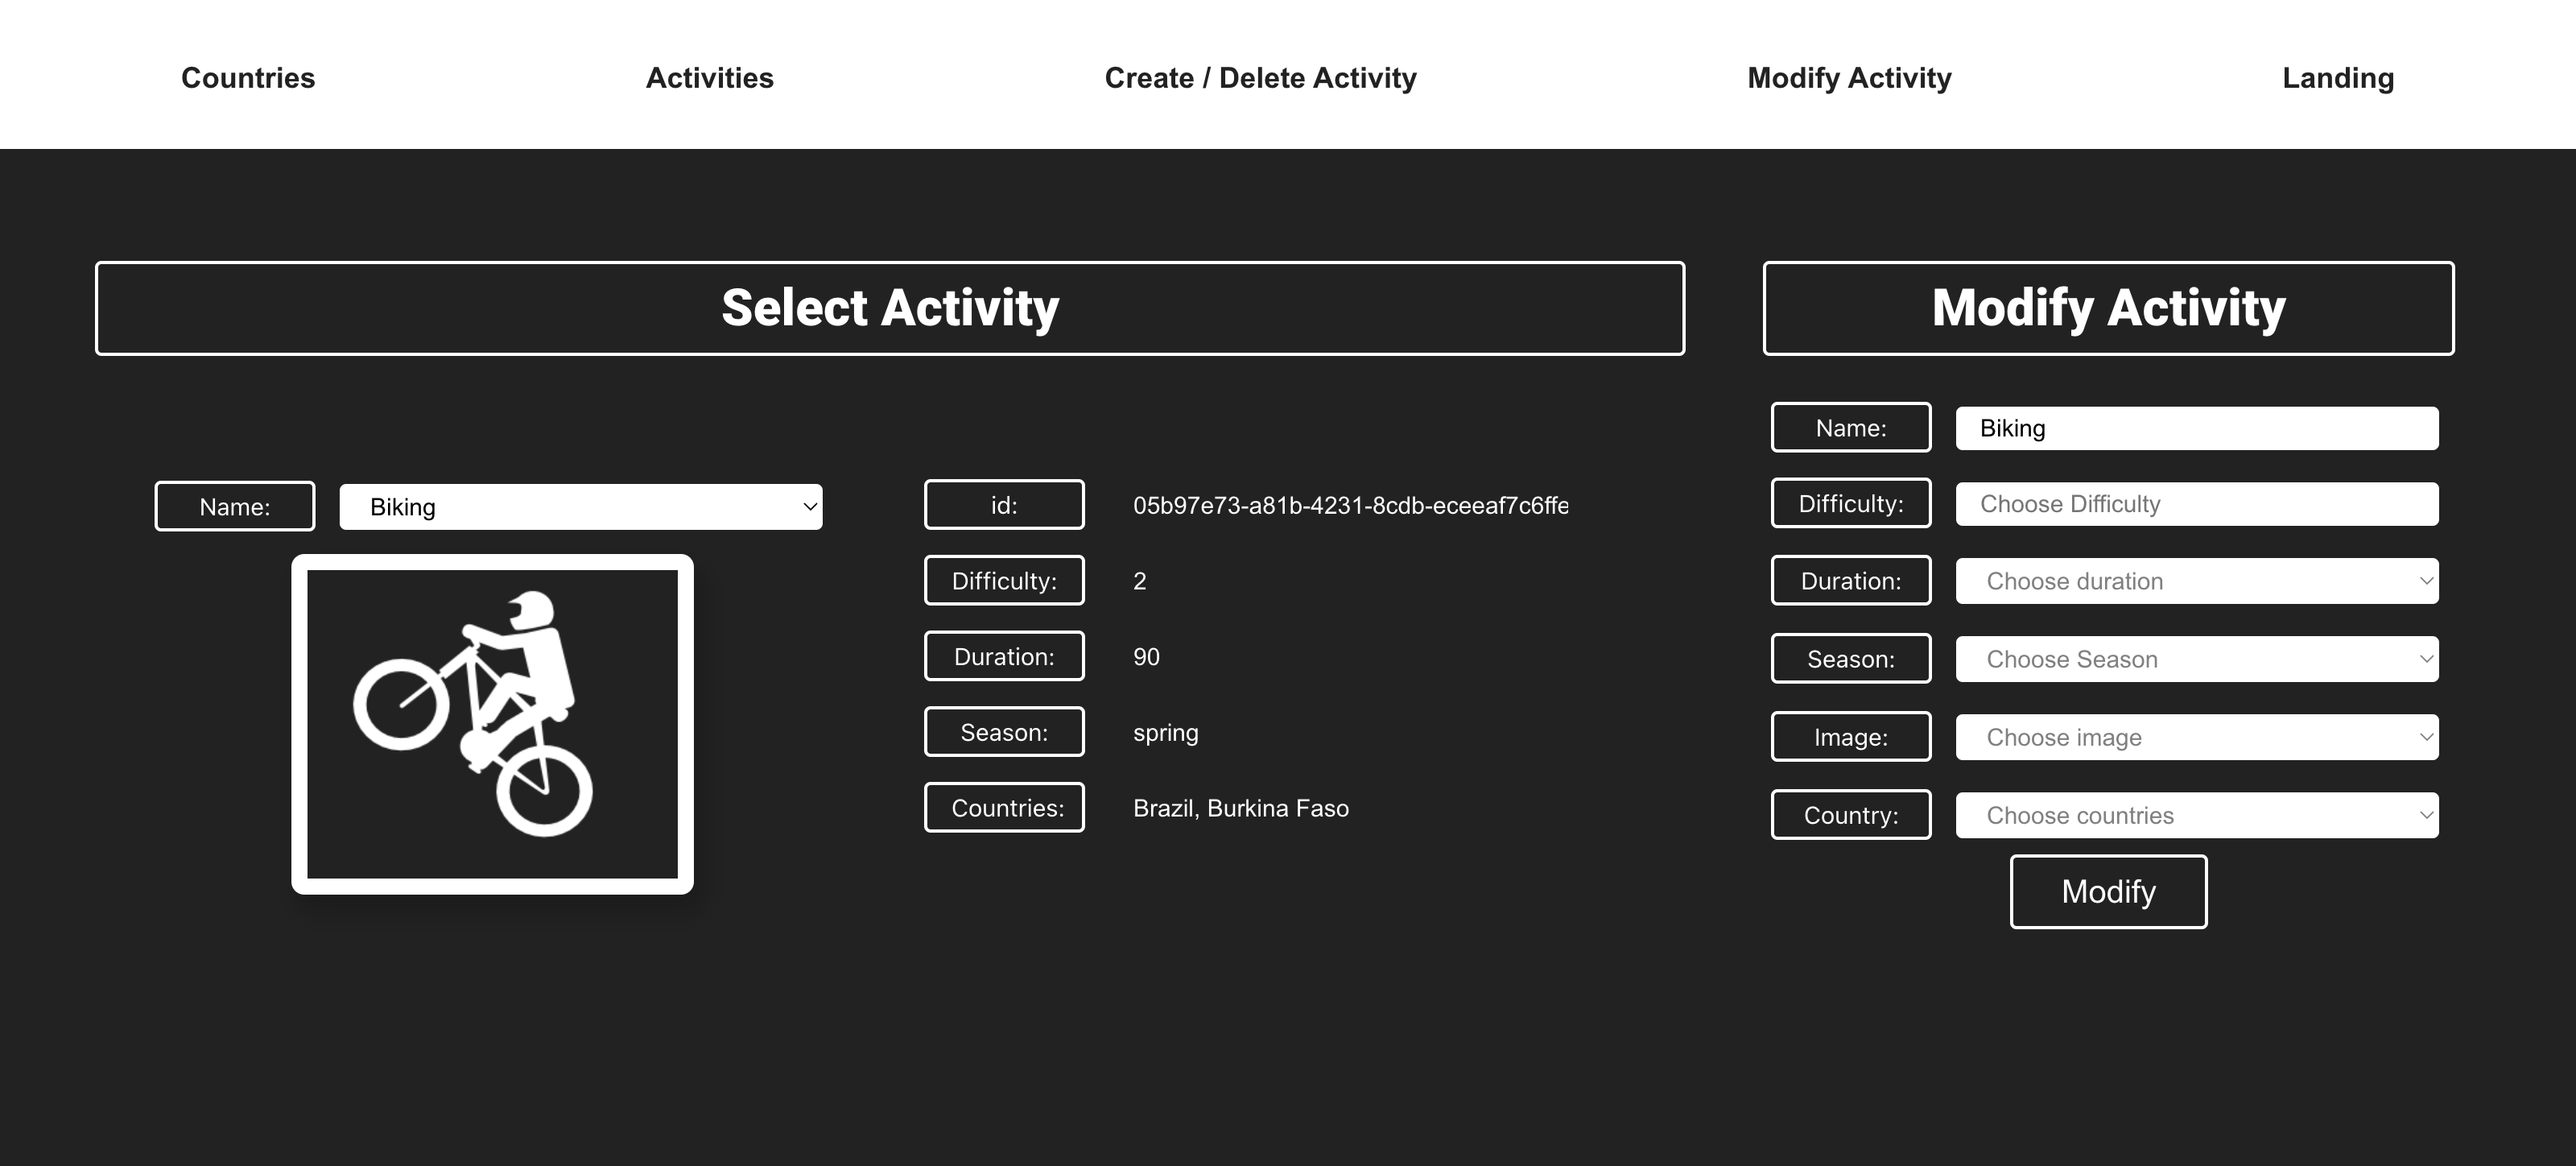 Countries Activities Create / Delete Activity Modify Activity Landing
Select Activity
Name: Biking
id: 05b97e73-a81b-4231-8cdb-eceeaf7c6ffe
Difficulty: 2
Duration: 90
Season: spring
Countries: Brazil, Burkina Faso
Modify Activity
Name: Biking
Difficulty: Choose Difficulty
Duration: Choose duration
Season: Choose Season
Image: Choose image
Country: Choose countries
Modify